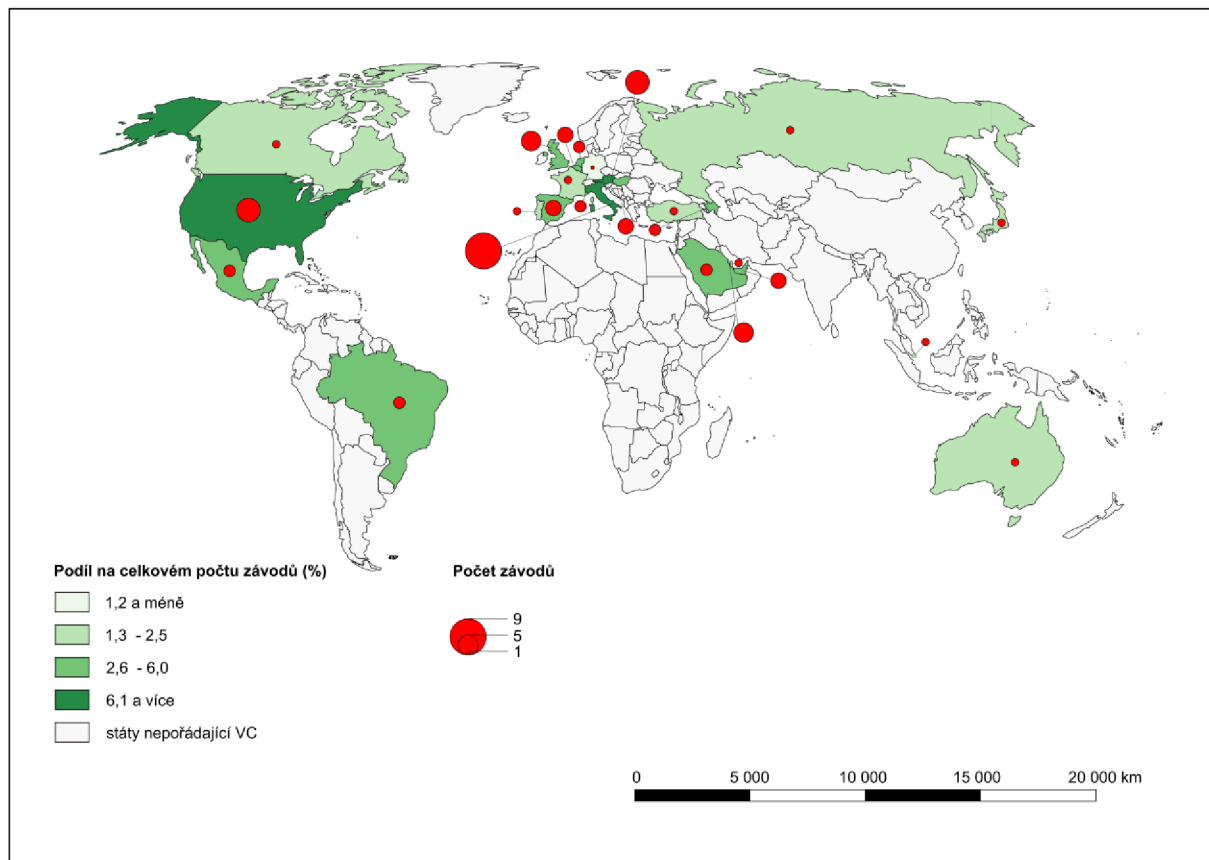 Podíl na celkovém počtu závodů (%)
1,2 a méně
1,3 - 2,5
2,6 - 6,0
6,1 a více
státy nepořádající VC
Počet závodů
9
5
1
0 5 000 10 000 15 000 20 000 km